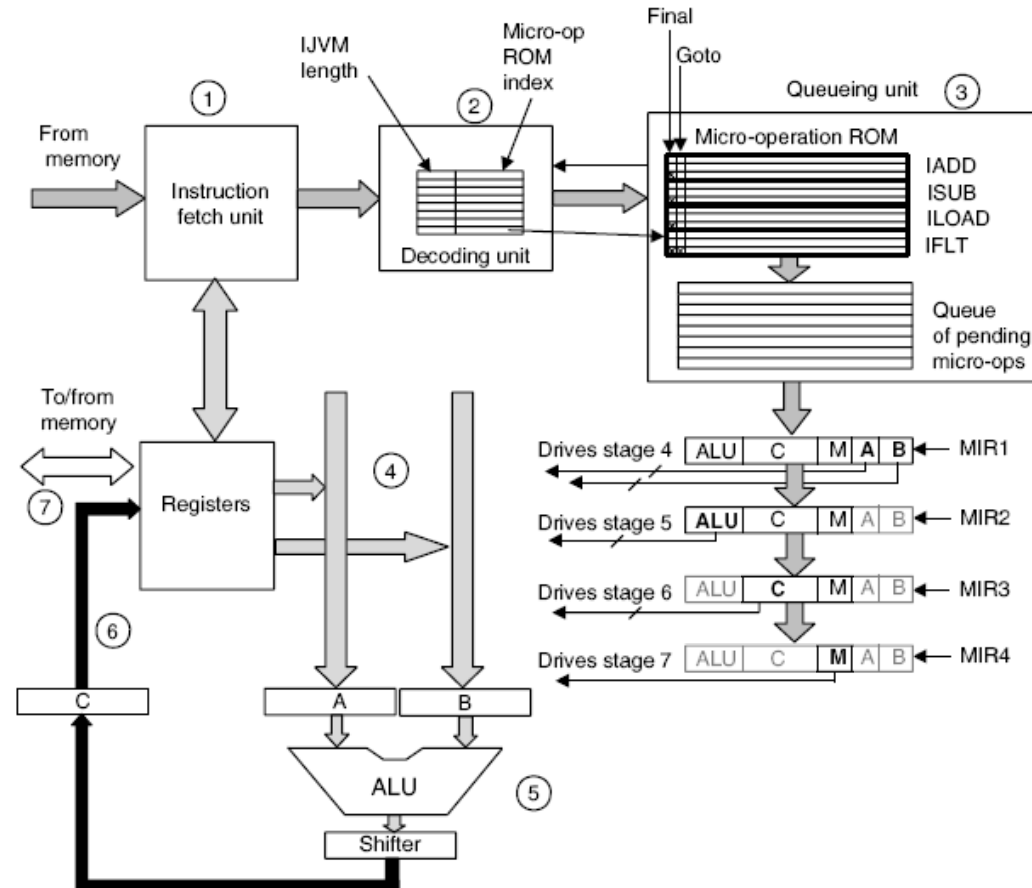 Final
Goto
IJVM
length
Micro-op
ROM
index
1
2
Queueing unit 3
From
memory
Instruction
fetch unit
Decoding unit
Micro-operation ROM
IADD
ISUB
ILOAD
IFLT
Queue
of pending
micro-ops
To/from
memory
7
Registers
4
6
C
A
B
ALU
5
Shifter
Drives stage 4 ALU C M A B MIR1
Drives stage 5 ALU C M A B MIR2
Drives stage 6 ALU C M A B MIR3
Drives stage 7 ALU C M A B MIR4